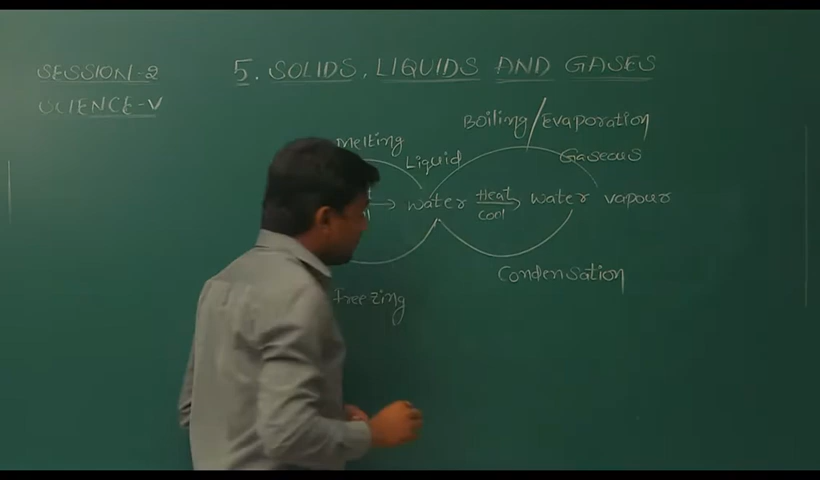 SESSION-2
SCIENCE-V
5. SOLIDS, LIQUIDS AND GASES
Boiling/Evaporation
Melting
Liquid
Gaseous
water Heat water vapour
cool
Condensation
Freezing